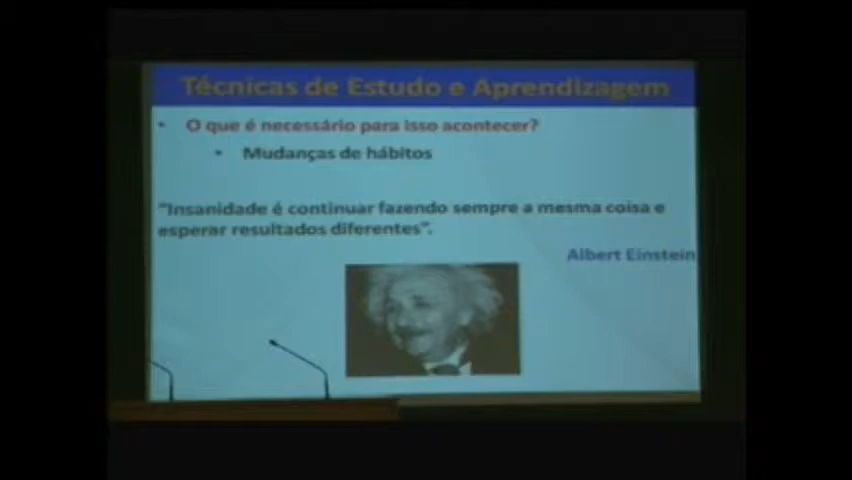 Técnicas de Estudo e Aprendizagem
• O que é necessário para isso acontecer?
• Mudanças de hábitos
“Insanidade é continuar fazendo sempre a mesma coisa e
esperar resultados diferentes”.
Albert Einstein